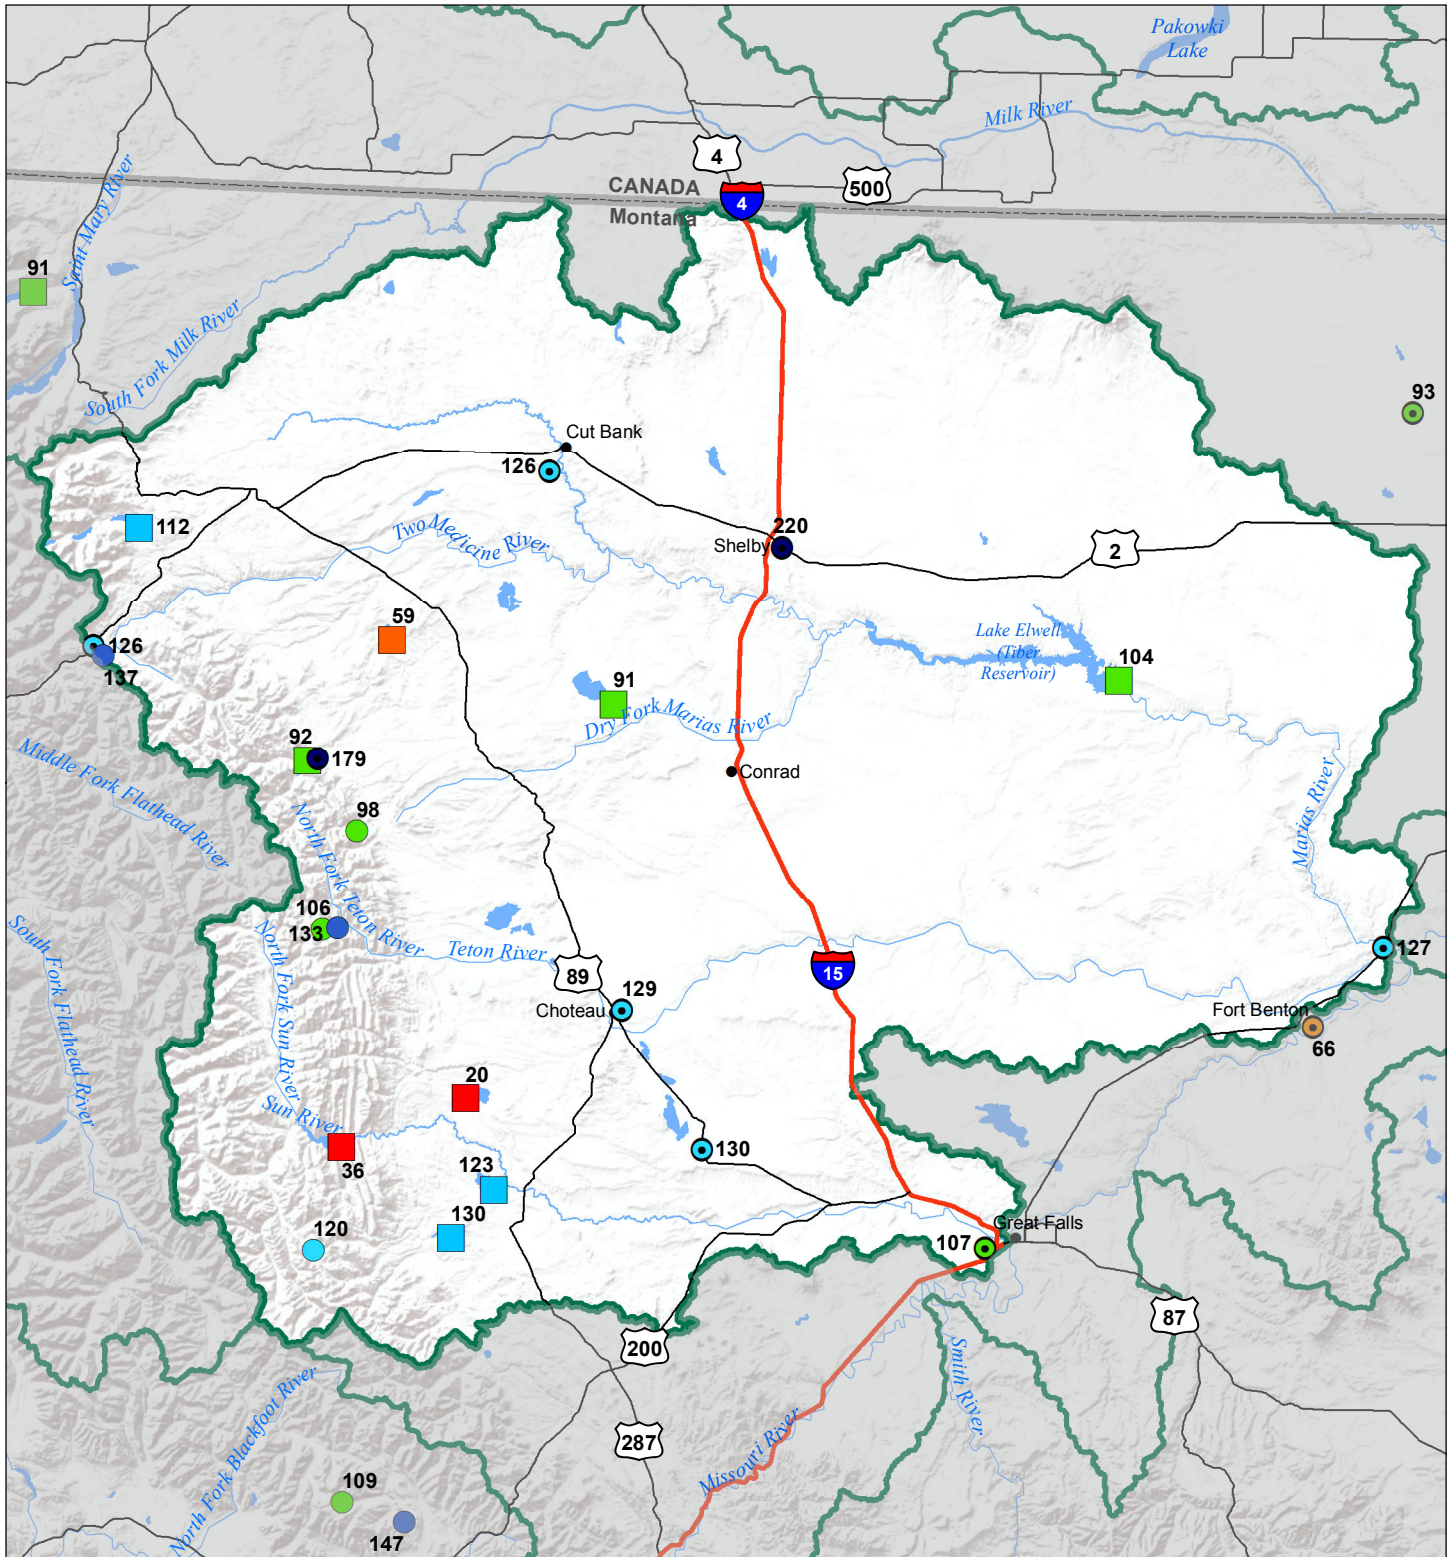 Pakowki
Lake
Milk River
4
CANADA
500
4
Montana
Saint Mary River
91
South Fork Milk River
93
Cut Bank
126
112
Two Medicine River
220
Shelby
2
59
Lake Elwell
(Tiber
Reservoir)
126
137
104
91
Dry Fork Marias River
92
179
Conrad
Middle Fork Flathead River
98
Marias River
North Fork Teton River
106
133
South Fork Flathead River
North Fork Sun River
Teton River
127
89
15
129
Choteau
Fort Benton
66
20
Sun River
36
130
123
130
120
Great Falls
107
87
200
Smith River
North Fork Blackfoot River
287
Missouri River
109
147